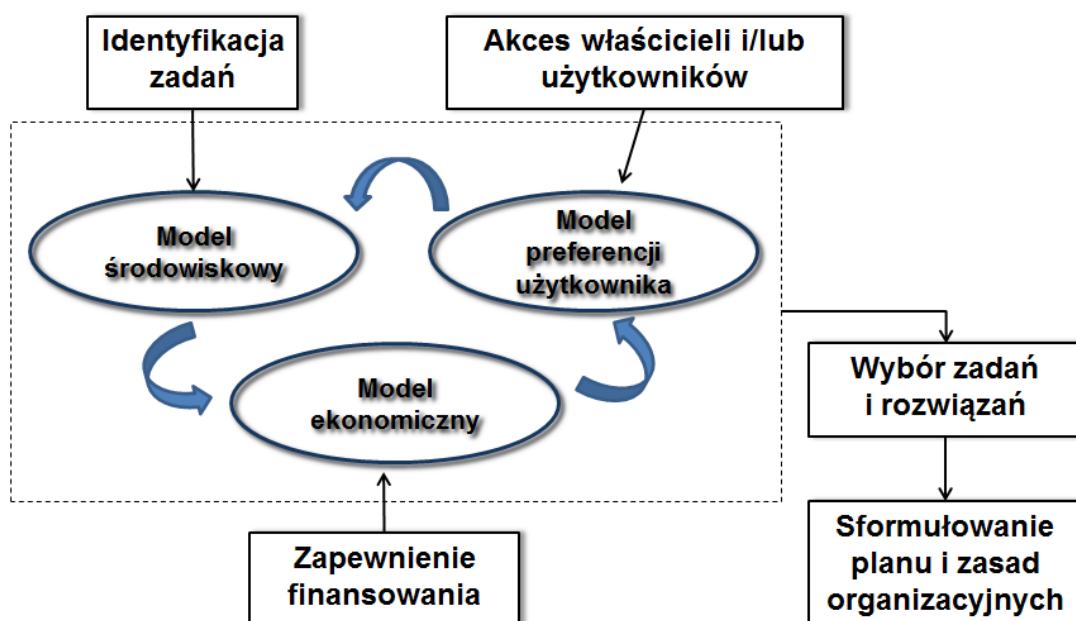 Identyfikacja
zadań
Akces właścicieli i/lub
użytkowników
Model
środowiskowy
Model
preferencji
użytkownika
Model
ekonomiczny
Wybór zadań
i rozwiązań
Zapewnienie
finansowania
Sformułowanie
planu i zasad
organizacyjnych